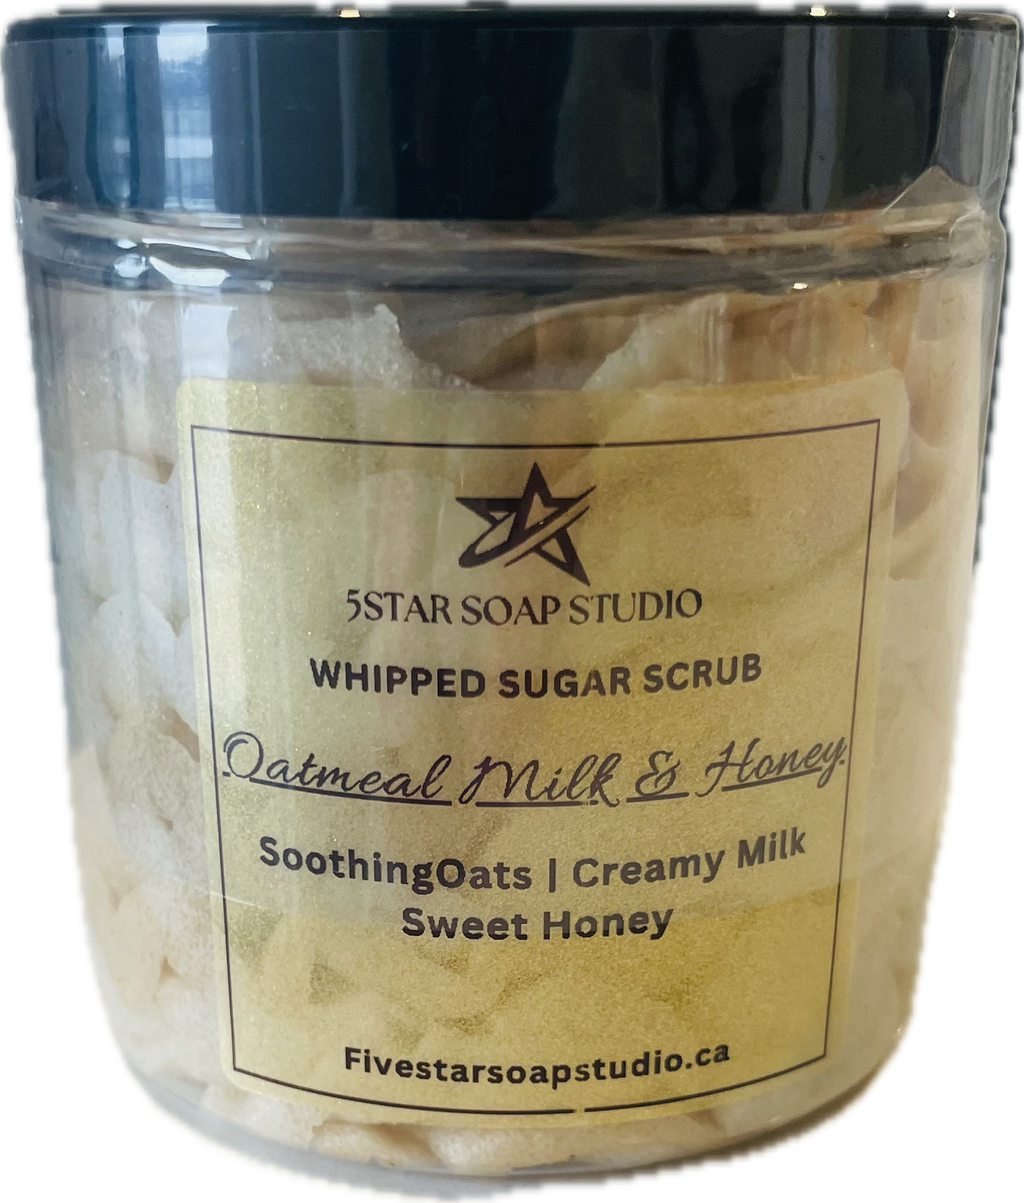 5STAR SOAP STUDIO
WHIPPED SUGAR SCRUB
Oatmeal Milk & Honey
SoothingOats | Creamy Milk
Sweet Honey
Fivestarsoapstudio.ca